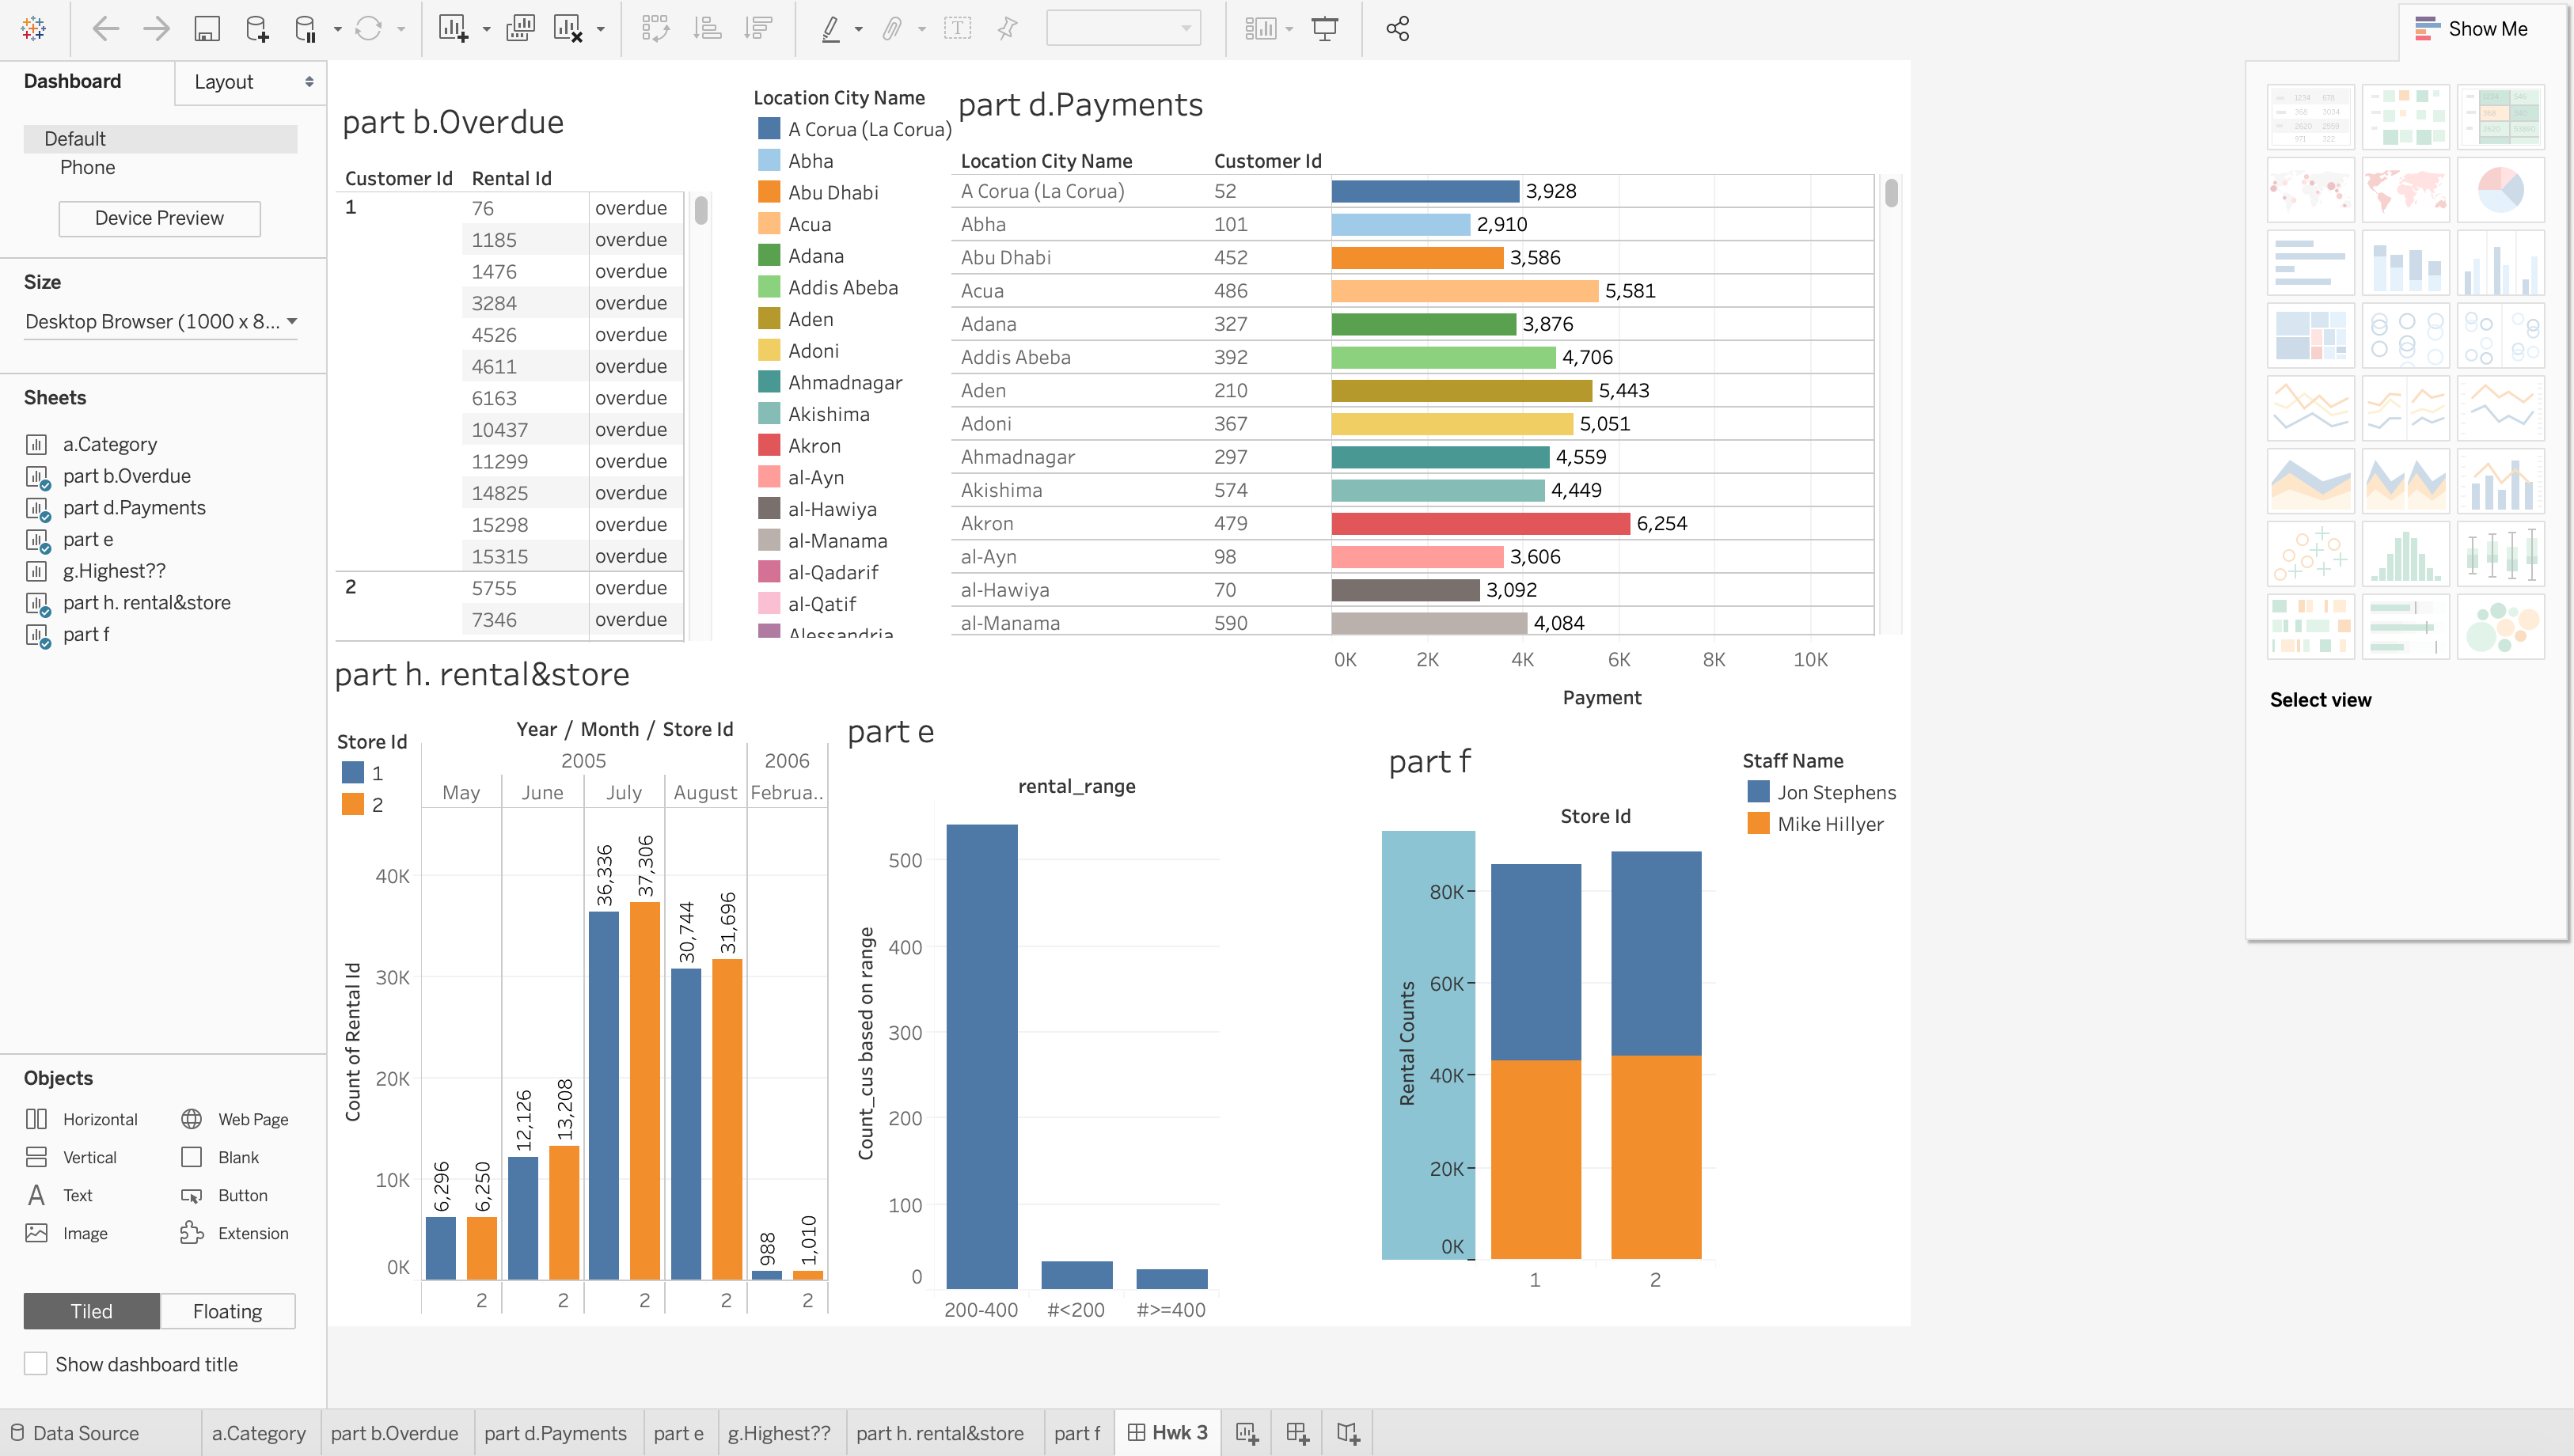 Show Me
Dashboard
Layout
Default
Phone
Device Preview
Size
Desktop Browser (1000 x 8...
Sheets
a.Category
part b.Overdue
part d.Payments
part e
g.Highest??
part h. rental&store
part f
Objects
Horizontal Web Page
Vertical Blank
Text Button
Image Extension
Tiled Floating
Show dashboard title
part b.Overdue
Customer Id Rental Id
1 76 overdue
1185 overdue
1476 overdue
3284 overdue
4526 overdue
4611 overdue
6163 overdue
10437 overdue
11299 overdue
14825 overdue
15298 overdue
15315 overdue
2 5755 overdue
7346 overdue
Location City Name
A Corua (La Corua)
Abha
Abu Dhabi
Acua
Adana
Addis Abeba
Aden
Adoni
Ahmadnagar
Akishima
Akron
al-Ayn
al-Hawiya
al-Manama
al-Qadarif
al-Qatif
Alessandria
part d.Payments
Location City Name Customer Id
A Corua (La Corua) 52 3,928
Abha 101 2,910
Abu Dhabi 452 3,586
Acua 486 5,581
Adana 327 3,876
Addis Abeba 392 4,706
Aden 210 5,443
Adoni 367 5,051
Ahmadnagar 297 4,559
Akishima 574 4,449
Akron 479 6,254
al-Ayn 98 3,606
al-Hawiya 70 3,092
al-Manama 590 4,084
0K 2K 4K 6K 8K 10K
Payment
part h. rental&store
Store Id
1
2
Year / Month / Store Id
2005 2006
May June July August Februa..
Count of Rental Id
40K
30K
20K
10K
0K
6,296 6,250 12,126 13,208 36,336 37,306 30,744 31,696 988 1,010
2 2 2 2 2
part e
rental_range
Count_cus based on range
500
400
300
200
100
0
200-400 #<200 #>=400
part f
Store Id
Rental Counts
80K
60K
40K
20K
0K
1 2
Staff Name
Jon Stephens
Mike Hillyer
Select view
Data Source a.Category part b.Overdue part d.Payments part e g.Highest?? part h. rental&store part f Hwk 3